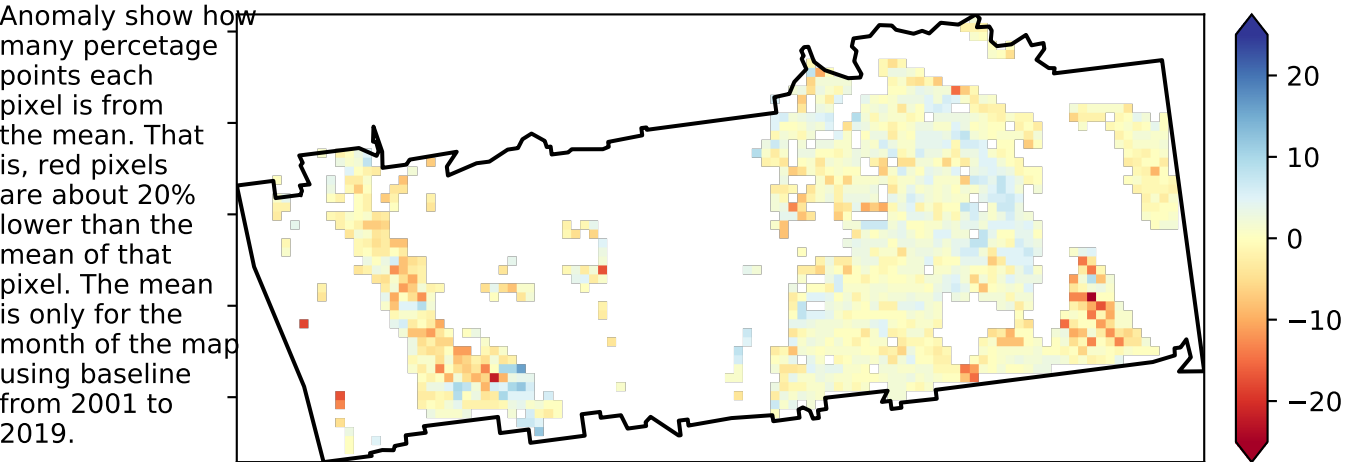 Anomaly show how
many percetage
points each
pixel is from
the mean. That
is, red pixels
are about 20%
lower than the
mean of that
pixel. The mean
is only for the
month of the map
using baseline
from 2001 to
2019.
20
10
0
−10
−20